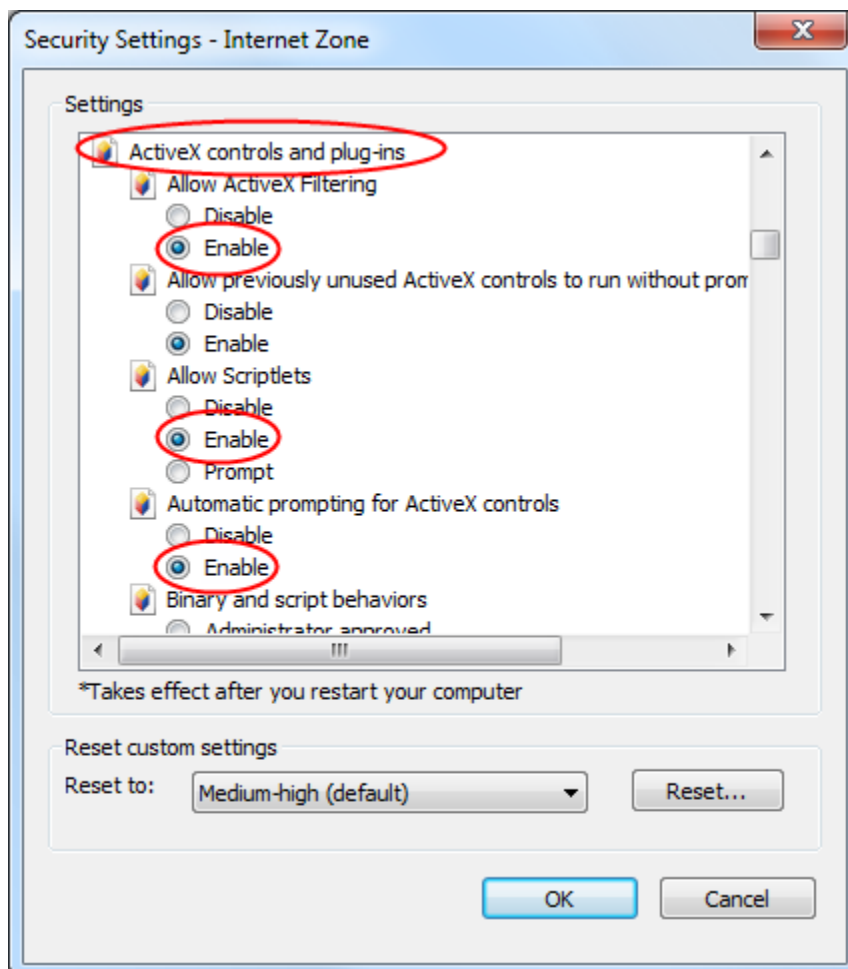 Security Settings - Internet Zone
Settings
ActiveX controls and plug-ins
Allow ActiveX Filtering
Disable
Enable
Allow previously unused ActiveX controls to run without prom
Disable
Enable
Allow Scriptlets
Disable
Enable
Prompt
Automatic prompting for ActiveX controls
Disable
Enable
Binary and script behaviors
Administrator approved
*Takes effect after you restart your computer
Reset custom settings
Reset to:
Medium-high (default)
Reset...
OK
Cancel